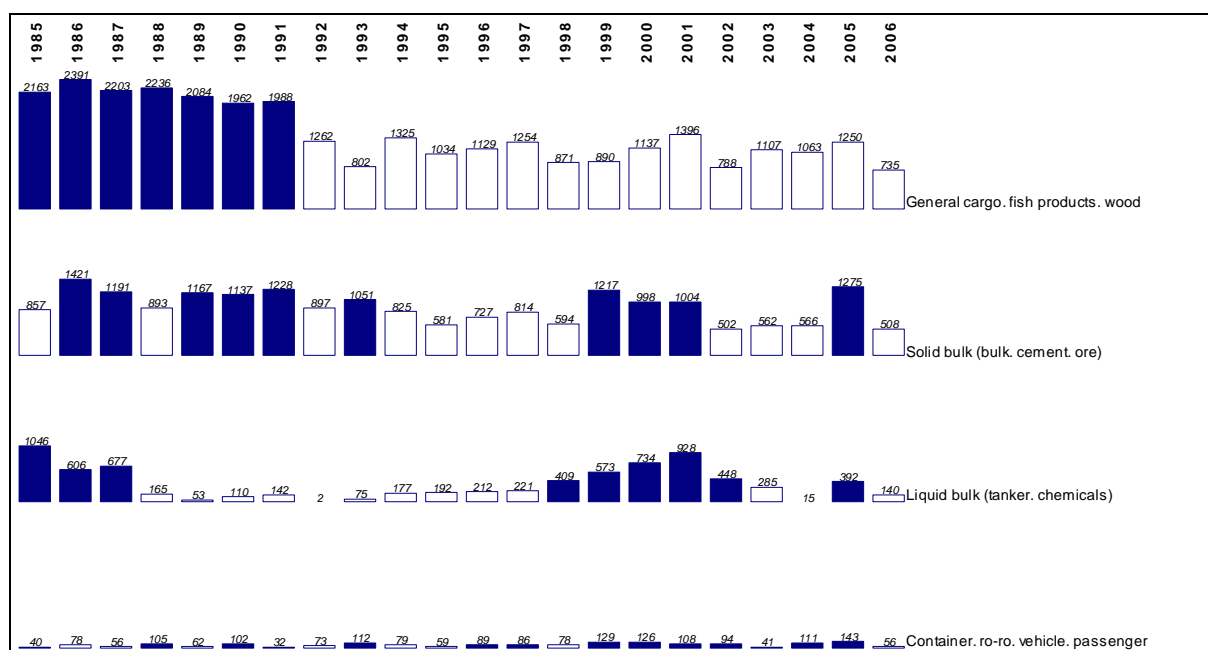 1985 1986 1987 1988 1989 1990 1991 1992 1993 1994 1995 1996 1997 1998 1999 2000 2001 2002 2003 2004 2005 2006
2163 2391 2203 2236 2084 1962 1988 1262 802 1325 1034 1129 1254 871 890 1137 1396 788 1107 1063 1250 735
General cargo. fish products. wood
857 1421 1191 893 1167 1137 1228 897 1051 825 581 727 814 594 1217 998 1004 502 562 566 1275 508
Solid bulk (bulk. cement. ore)
1046 606 677 165 53 110 142 2 75 177 192 212 221 409 573 734 928 448 285 15 392 140
Liquid bulk (tanker. chemicals)
40 78 56 105 62 102 32 73 112 79 59 89 86 78 129 126 108 94 41 111 143 56
Container. ro-ro. vehicle. passenger